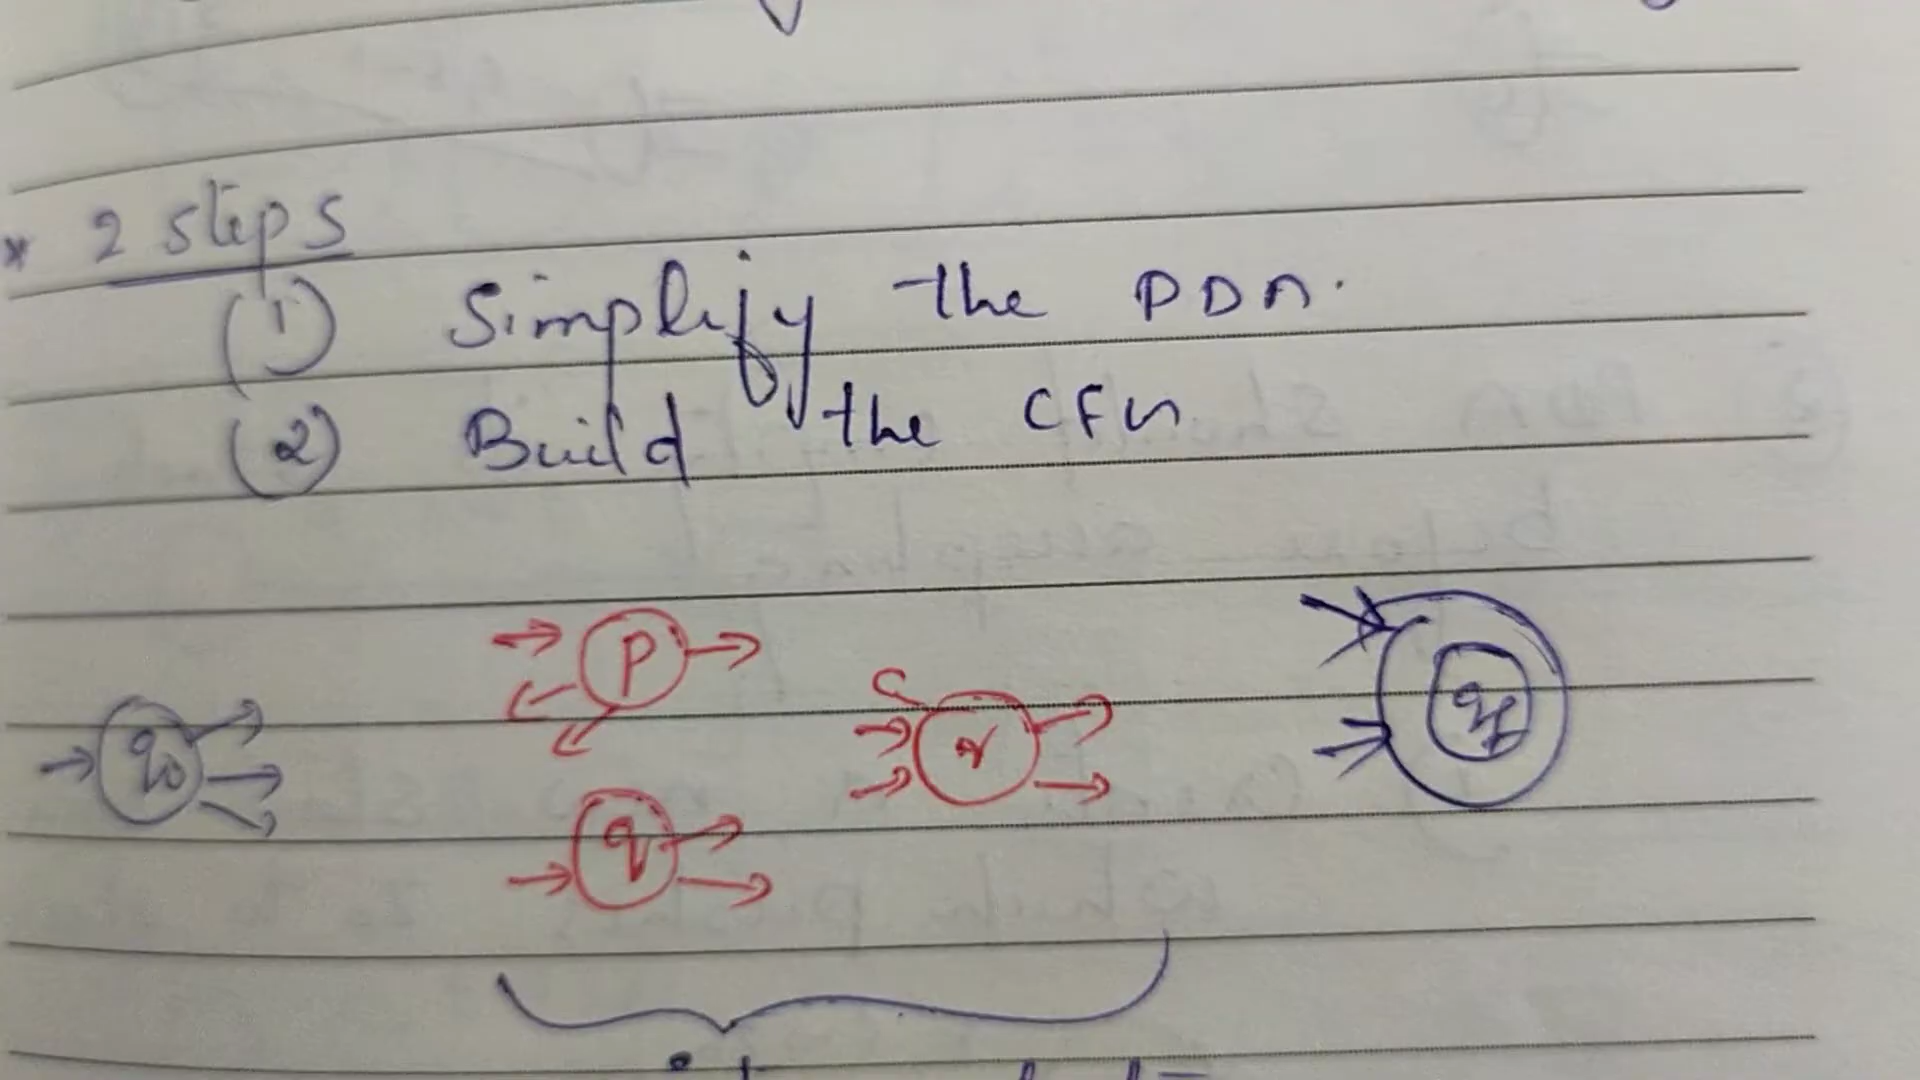 * 2 steps
(1) Simplify the PDA.
(2) Build the CFG
p
q0 r qf
q